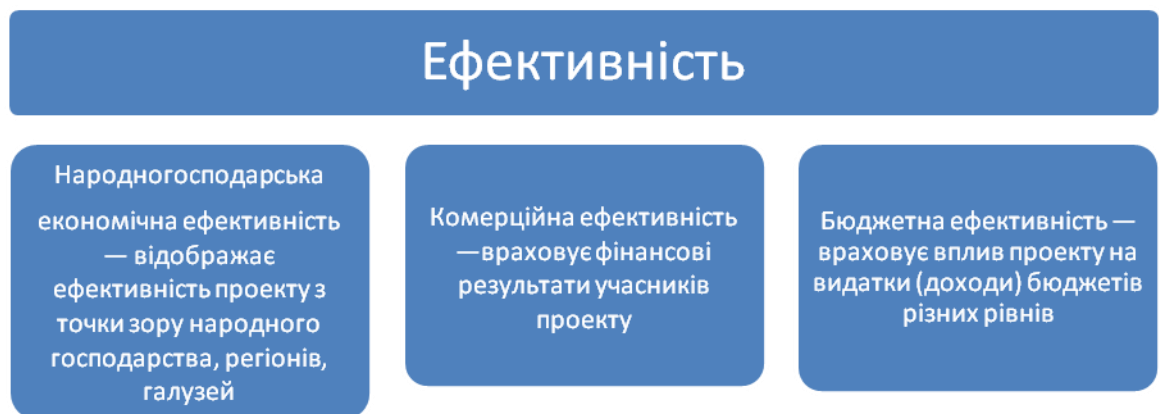 Ефективність
Народногосподарська
економічна ефективність
— відображає
ефективність проекту з
точки зору народного
господарства, регіонів,
галузей
Комерційна ефективність
—враховує фінансові
результати учасників
проекту
Бюджетна ефективність —
враховує вплив проекту на
видатки (доходи) бюджетів
різних рівнів